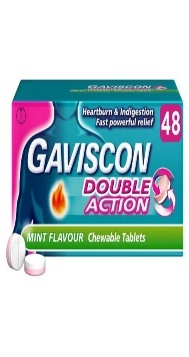 Heartburn & Indigestion
Fast powerful relief
48
GAVISCON
DOUBLE
ACTION
MINT FLAVOUR Chewable Tablets